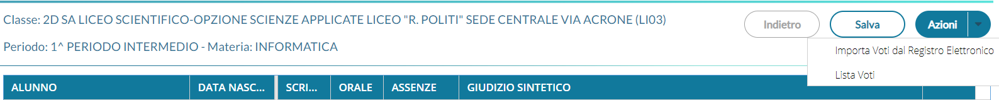 Classe: 2D SA LICEO SCIENTIFICO-OPZIONE SCIENZE APPLICATE LICEO "R. POLITI" SEDE CENTRALE VIA ACRONE (LI03)
Indietro
Salva
Azioni
Periodo: 1^ PERIODO INTERMEDIO - Materia: INFORMATICA
Importa Voti dal Registro Elettronico
Lista Voti
ALUNNO
DATA NASC...
SCRI...
ORALE
ASSENZE
GIUDIZIO SINTETICO